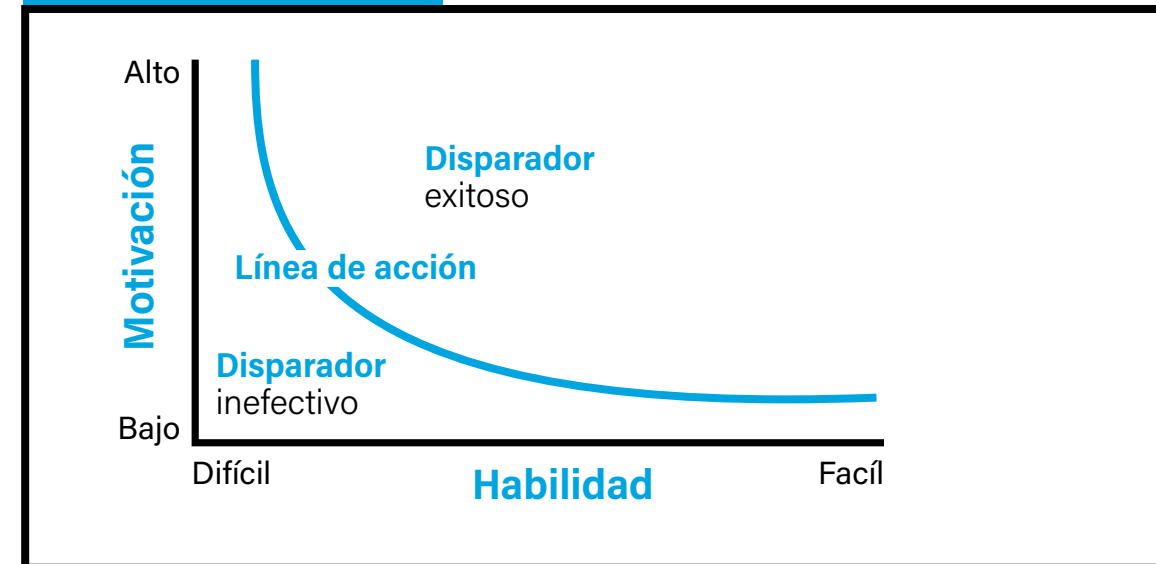 Alto
Motivación
Disparador
exitoso
Línea de acción
Disparador
inefectivo
Bajo
Difícil
Habilidad
Facíl